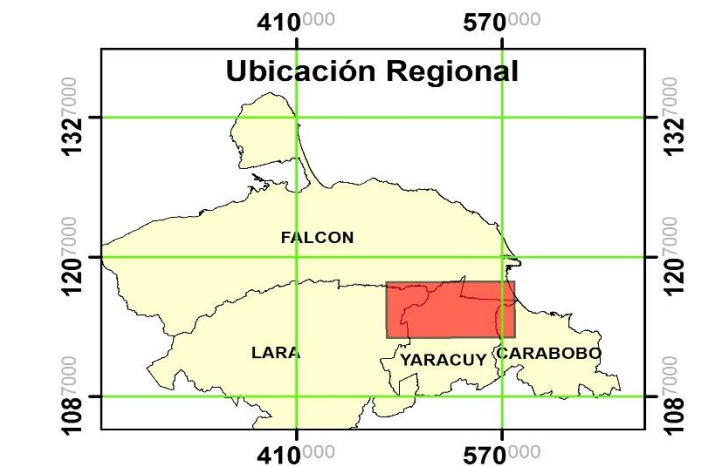 410000 570000
Ubicación Regional
1327000 1327000
FALCON
1207000 1207000
LARA YARACUY CARABOBO
1087000 1087000
410000 570000